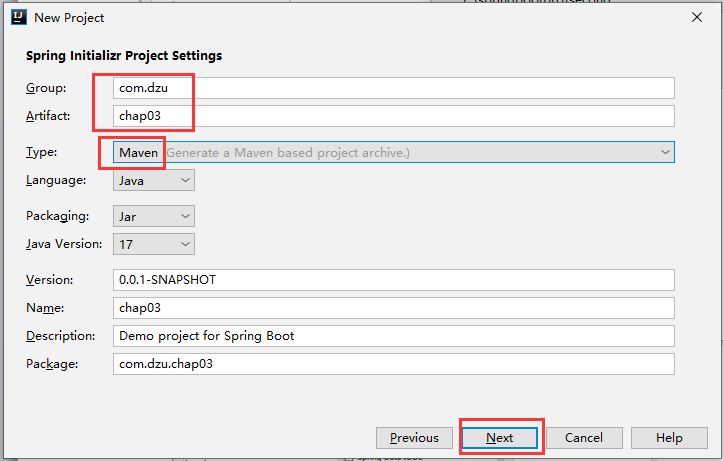 New Project
Spring Initializr Project Settings
Group: com.dzu
Artifact: chap03
Type: Maven (Generate a Maven based project archive.)
Language: Java
Packaging: Jar
Java Version: 17
Version: 0.0.1-SNAPSHOT
Name: chap03
Description: Demo project for Spring Boot
Package: com.dzu.chap03
Previous Next Cancel Help